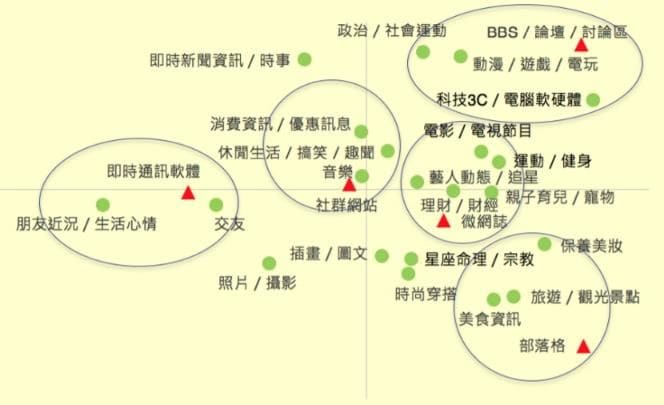 政治 / 社會運動
BBS / 論壇 / 討論區
即時新聞資訊 / 時事
動漫 / 遊戲 / 電玩
科技3C / 電腦軟硬體
消費資訊 / 優惠訊息
電影 / 電視節目
休閒生活 / 搞笑 / 趣聞
運動 / 健身
即時通訊軟體
音樂
藝人動態 / 追星
社群網站
理財 / 財經
親子育兒 / 寵物
朋友近況 / 生活心情
交友
微網誌
插畫 / 圖文
星座命理 / 宗教
保養美妝
照片 / 攝影
時尚穿搭
旅遊 / 觀光景點
美食資訊
部落格